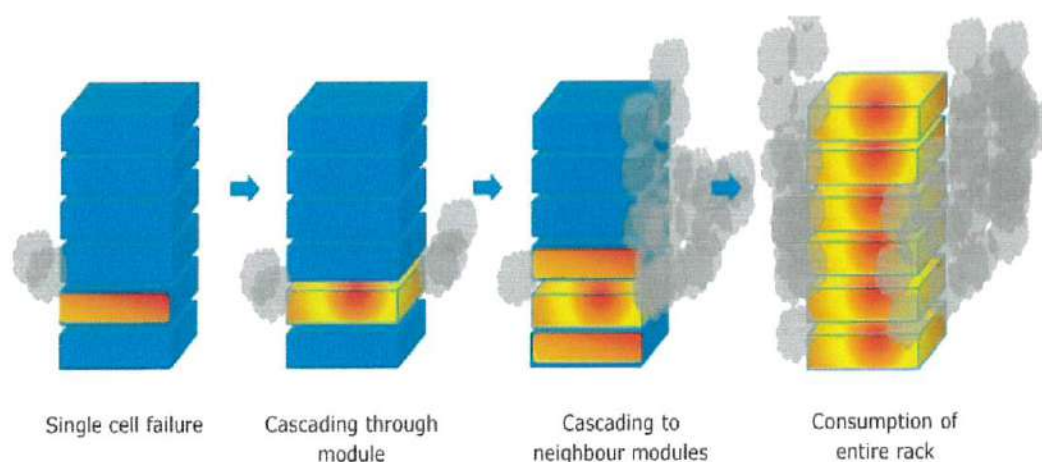 Single cell failure
Cascading through
module
Cascading to
neighbour modules
Consumption of
entire rack